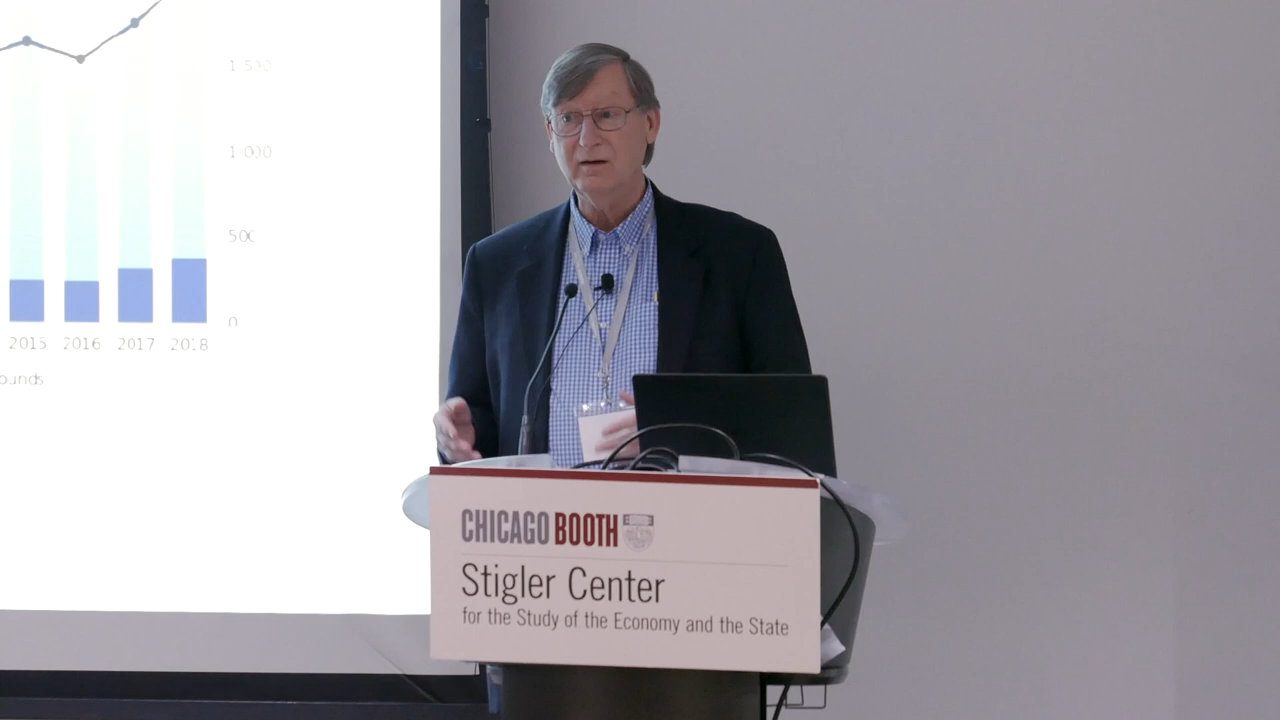 1.500
1.000
500
0
2015 2016 2017 2018
ounds
CHICAGO BOOTH
Stigler Center
for the Study of the Economy and the State